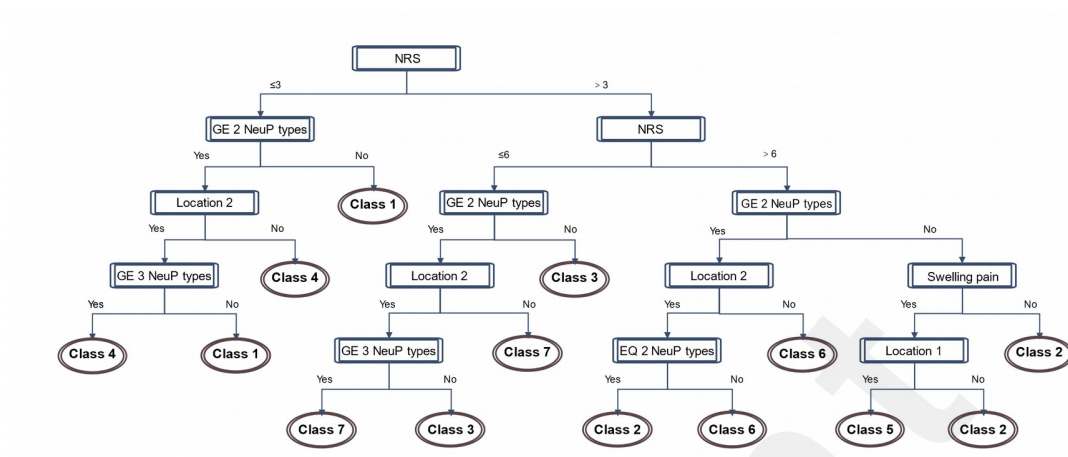 NRS
≤3
> 3
GE 2 NeuP types
NRS
Yes
No
≤6
> 6
Location 2
Class 1
GE 2 NeuP types
GE 2 NeuP types
Yes
No
Yes
No
Yes
No
GE 3 NeuP types
Class 4
Location 2
Class 3
Location 2
Swelling pain
Yes
No
Yes
No
Yes
No
Yes
No
Class 4
Class 1
GE 3 NeuP types
Class 7
EQ 2 NeuP types
Class 6
Location 1
Class 2
Yes
No
Yes
No
Yes
No
Class 7
Class 3
Class 2
Class 6
Class 5
Class 2